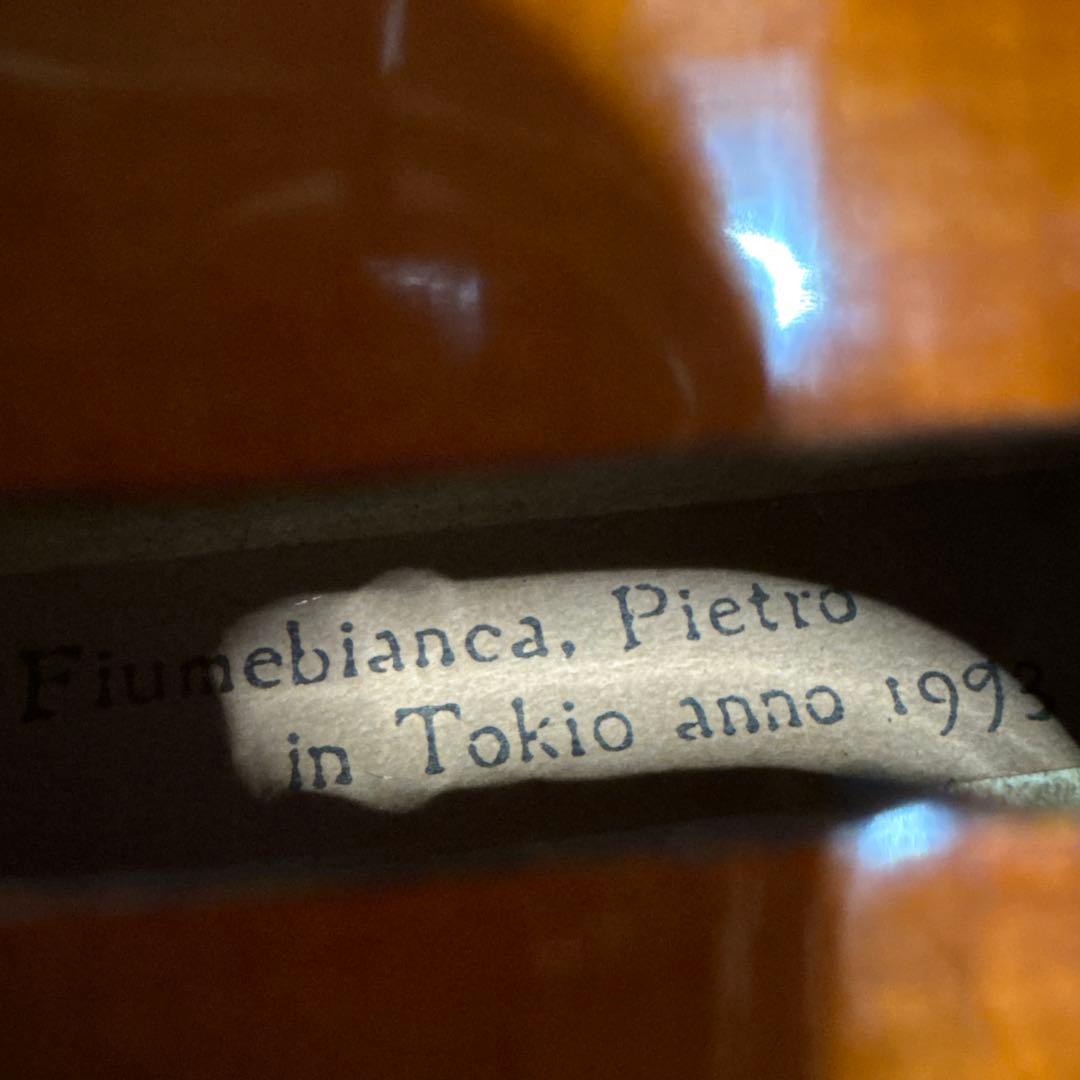 Fiumebianca, Pietro
in Tokio anno 1993